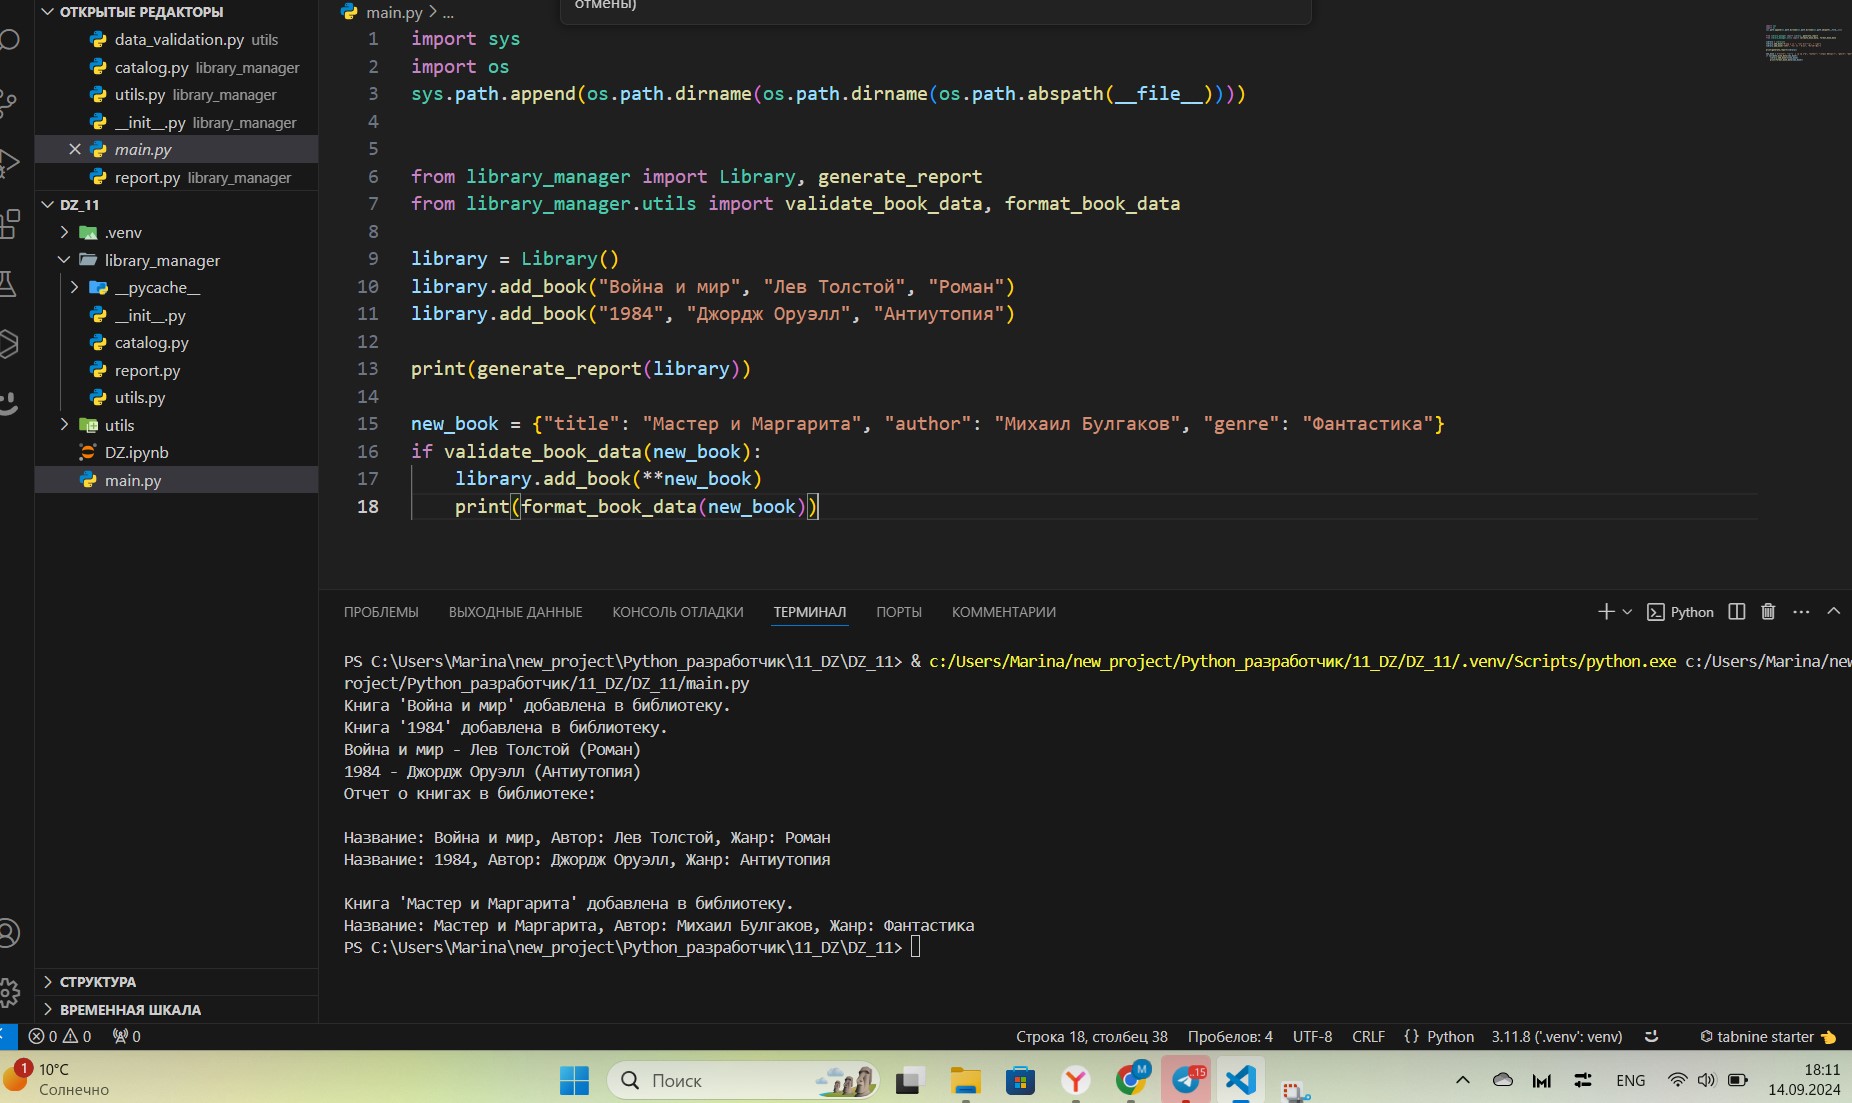 отмены)
ОТКРЫТЫЕ РЕДАКТОРЫ
data_validation.py utils
catalog.py library_manager
utils.py library_manager
__init__.py library_manager
main.py
report.py library_manager
DZ_11
.venv
library_manager
__pycache__
__init__.py
catalog.py
report.py
utils.py
utils
DZ.ipynb
main.py
СТРУКТУРА
ВРЕМЕННАЯ ШКАЛА
main.py > ...
1 import sys
2 import os
3 sys.path.append(os.path.dirname(os.path.dirname(os.path.abspath(__file__))))
4
5
6 from library_manager import Library, generate_report
7 from library_manager.utils import validate_book_data, format_book_data
8
9 library = Library()
10 library.add_book("Война и мир", "Лев Толстой", "Роман")
11 library.add_book("1984", "Джордж Оруэлл", "Антиутопия")
12
13 print(generate_report(library))
14
15 new_book = {"title": "Мастер и Маргарита", "author": "Михаил Булгаков", "genre": "Фантастика"}
16 if validate_book_data(new_book):
17     library.add_book(**new_book)
18     print(format_book_data(new_book))
ПРОБЛЕМЫ ВЫХОДНЫЕ ДАННЫЕ КОНСОЛЬ ОТЛАДКИ ТЕРМИНАЛ ПОРТЫ КОММЕНТАРИИ Python
PS C:\Users\Marina\new_project\Python_разработчик\11_DZ\DZ_11> & c:/Users/Marina/new_project/Python_разработчик/11_DZ/DZ_11/.venv/Scripts/python.exe c:/Users/Marina/new
roject/Python_разработчик/11_DZ/DZ_11/main.py
Книга 'Война и мир' добавлена в библиотеку.
Книга '1984' добавлена в библиотеку.
Война и мир - Лев Толстой (Роман)
1984 - Джордж Оруэлл (Антиутопия)
Отчет о книгах в библиотеке:
Название: Война и мир, Автор: Лев Толстой, Жанр: Роман
Название: 1984, Автор: Джордж Оруэлл, Жанр: Антиутопия
Книга 'Мастер и Маргарита' добавлена в библиотеку.
Название: Мастер и Маргарита, Автор: Михаил Булгаков, Жанр: Фантастика
PS C:\Users\Marina\new_project\Python_разработчик\11_DZ\DZ_11>
0 0 0 Строка 18, столбец 38 Пробелов: 4 UTF-8 CRLF {} Python 3.11.8 ('.venv': venv) tabnine starter
1 10°C
Солнечно
Поиск
M
..15
ENG
18:11
14.09.2024